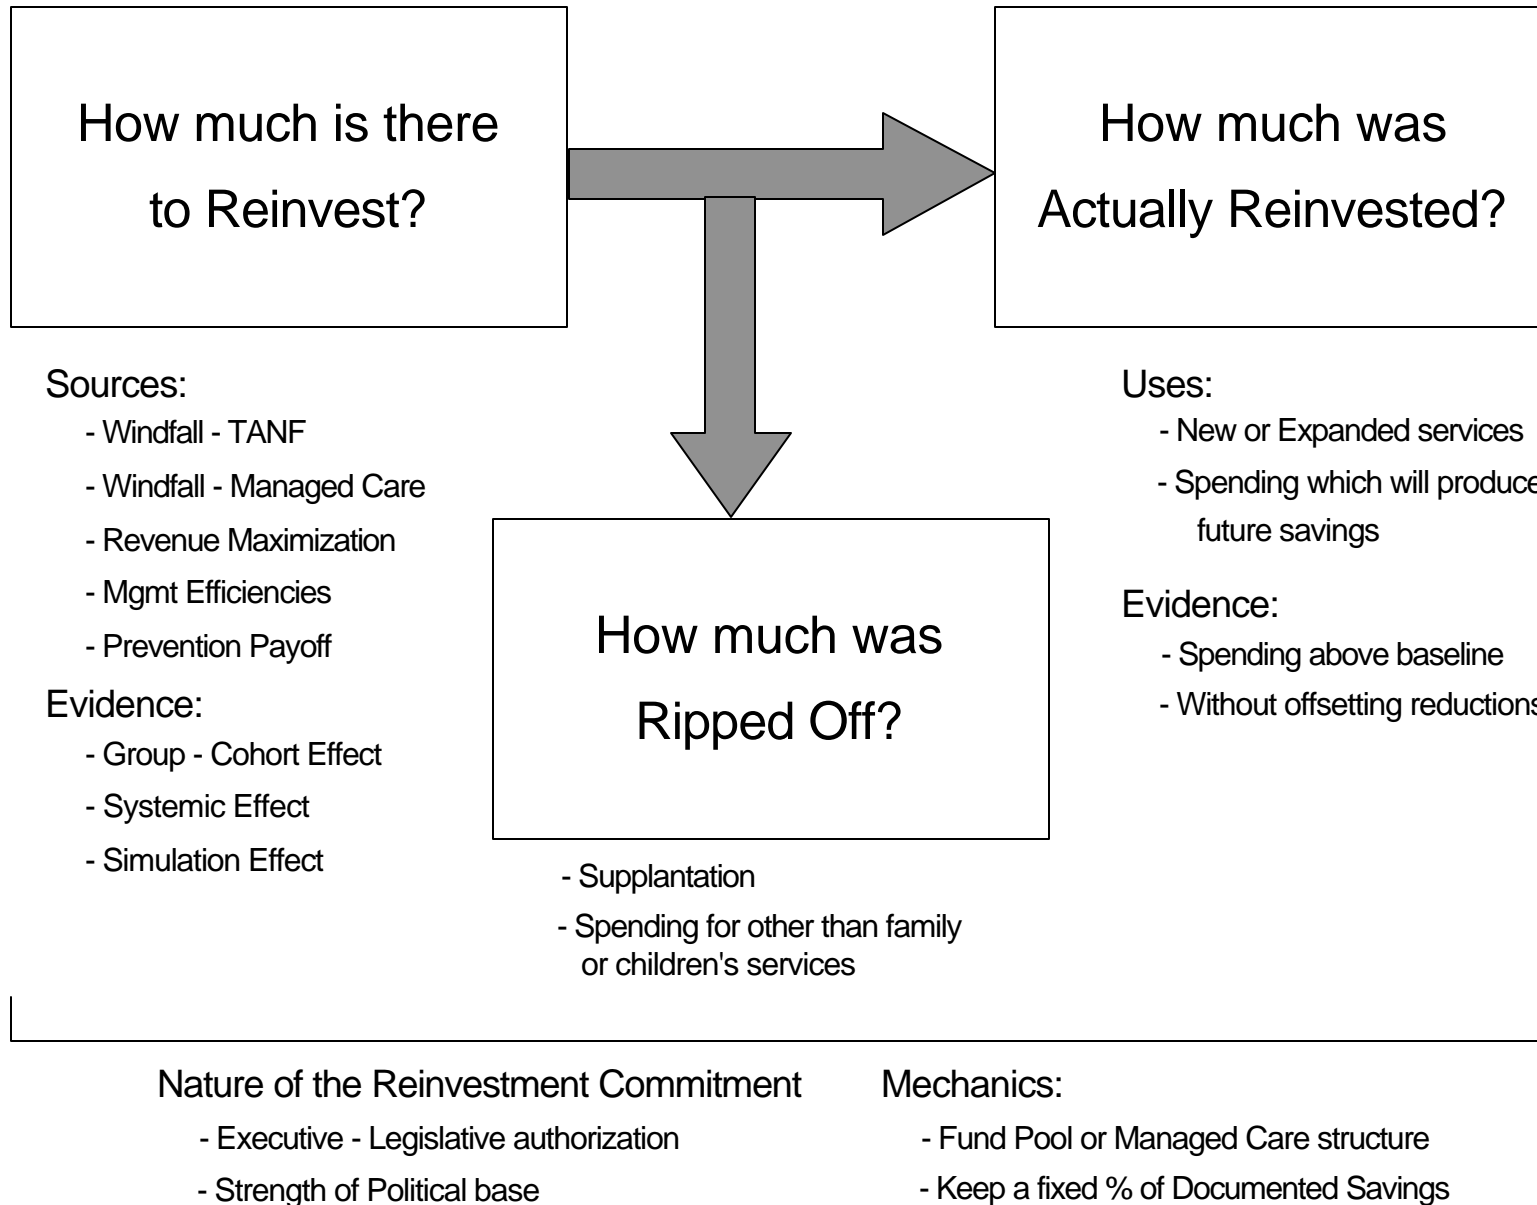 How much is there
to Reinvest?
How much was
Actually Reinvested?
Sources:
- Windfall - TANF
- Windfall - Managed Care
- Revenue Maximization
- Mgmt Efficiencies
- Prevention Payoff
Evidence:
- Group - Cohort Effect
- Systemic Effect
- Simulation Effect
How much was
Ripped Off?
- Supplantation
- Spending for other than family
or children's services
Uses:
- New or Expanded services
- Spending which will produce
future savings
Evidence:
- Spending above baseline
- Without offsetting reductions
Nature of the Reinvestment Commitment
- Executive - Legislative authorization
- Strength of Political base
Mechanics:
- Fund Pool or Managed Care structure
- Keep a fixed % of Documented Savings